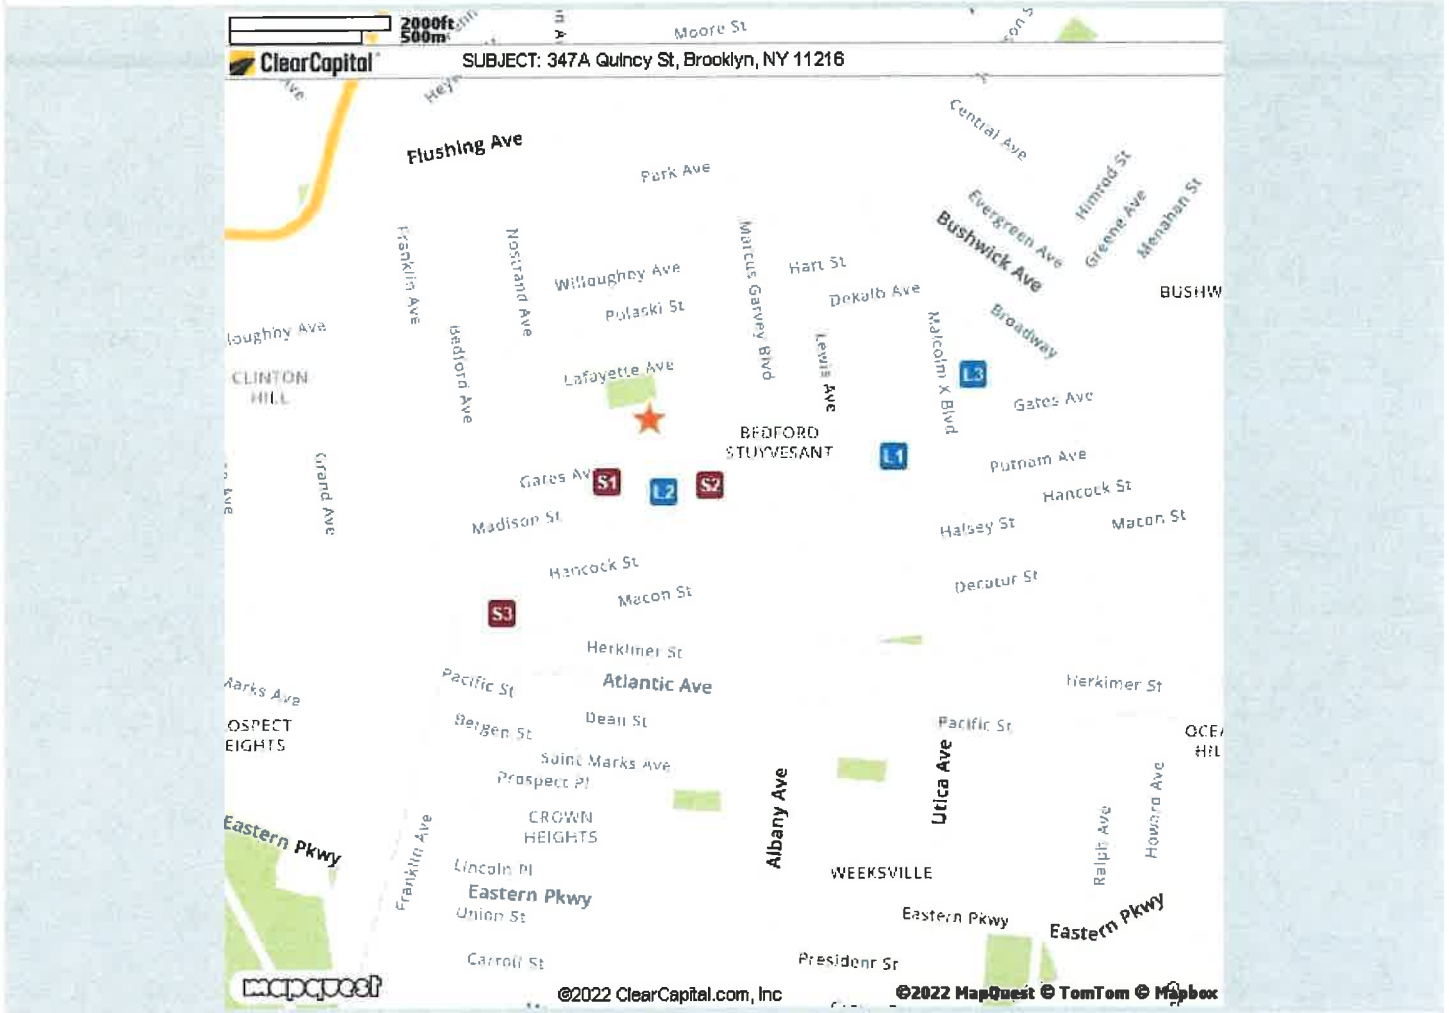 2000ft
500m
Moore St
ClearCapital
SUBJECT: 347A Quincy St, Brooklyn, NY 11216
Flushing Ave
Central Ave
Park Ave
Himrod St
Greene Ave
Menahan St
Evergreen Ave
Bushwick Ave
Franklin Ave
Nostrand Ave
Marcus Garvey Blvd
Willoughby Ave
Hart St
Dekalb Ave
Pulaski St
BUSHW
Broadway
loughby Ave
Bedford Ave
Lewis Ave
Malcolm X Blvd
CLINTON
HILL
Lafayette Ave
L3
Gates Ave
BEDFORD
STUYVESANT
L1
Putnam Ave
Grand Ave
Gates Av
S1
L2
S2
Hancock St
Madison St
Halsey St
Macon St
Hancock St
Decatur St
Macon St
S3
Herkimer St
Pacific St
Atlantic Ave
Herkimer St
Marks Ave
Bergen St
Dean St
Pacific St
OSPECT
EIGHTS
OCEA
HIL
Saint Marks Ave
Prospect Pl
Albany Ave
Utica Ave
Ralph Ave
Howard Ave
CROWN
HEIGHTS
Eastern Pkwy
Franklin Ave
Lincoln Pl
WEEKSVILLE
Eastern Pkwy
Union St
Eastern Pkwy
Eastern Pkwy
Carroll St
President St
mapquest
©2022 ClearCapital.com, Inc
©2022 MapQuest © TomTom © Mapbox